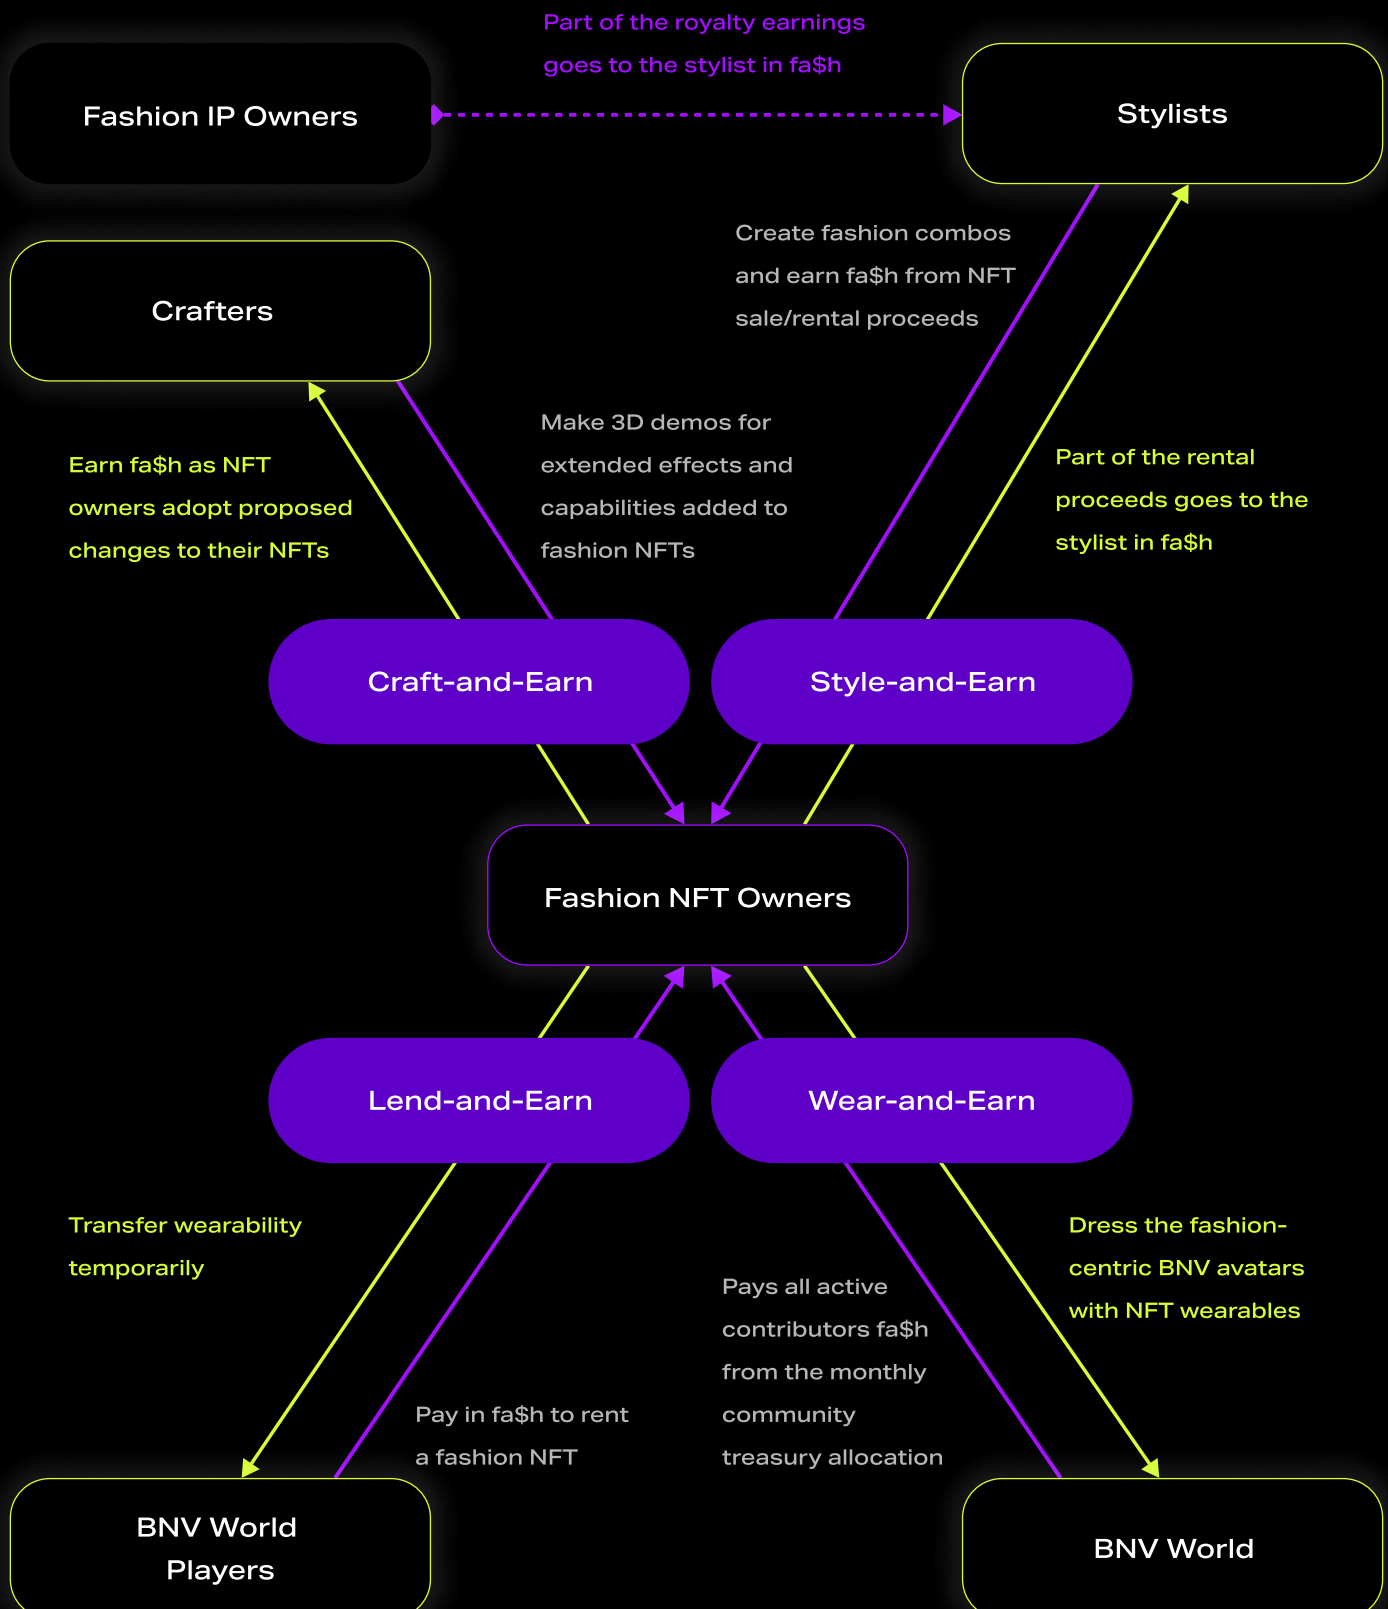 Part of the royalty earnings
goes to the stylist in fa$h
Fashion IP Owners
Stylists
Create fashion combos
and earn fa$h from NFT
sale/rental proceeds
Crafters
Make 3D demos for
extended effects and
capabilities added to
fashion NFTs
Earn fa$h as NFT
owners adopt proposed
changes to their NFTs
Part of the rental
proceeds goes to the
stylist in fa$h
Craft-and-Earn
Style-and-Earn
Fashion NFT Owners
Lend-and-Earn
Wear-and-Earn
Transfer wearability
temporarily
Dress the fashion-
centric BNV avatars
with NFT wearables
Pays all active
contributors fa$h
from the monthly
community
treasury allocation
Pay in fa$h to rent
a fashion NFT
BNV World
Players
BNV World